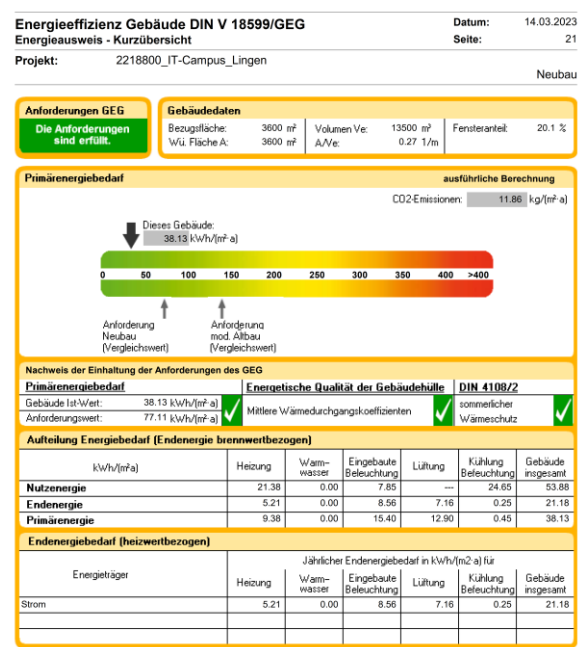 Energieeffizienz Gebäude DIN V 18599/GEG
Energieausweis - Kurzübersicht
Datum: 14.03.2023
Seite: 21
Projekt: 2218800_IT-Campus_Lingen
Neubau
Anforderungen GEG
Die Anforderungen
sind erfüllt.
Gebäudedaten
Bezugsfläche: 3600 m² Volumen Ve: 13500 m³ Fensteranteil: 20.1 %
Wü. Fläche A: 3600 m² A/Ve: 0.27 1/m
Primärenergiebedarf ausführliche Berechnung
CO2-Emissionen: 11.86 kg/(m²·a)
Dieses Gebäude:
38.13 kWh/(m²·a)
0 50 100 150 200 250 300 350 400 >400
Anforderung
Neubau
(Vergleichswert)
Anforderung
mod. Altbau
(Vergleichswert)
Nachweis der Einhaltung der Anforderungen des GEG
Primärenergiebedarf
Gebäude Ist-Wert: 38.13 kWh/(m²·a)
Anforderungswert: 77.11 kWh/(m²·a)
Energetische Qualität der Gebäudehülle
Mittlere Wärmedurchgangskoeffizienten
DIN 4108/2
sommerlicher
Wärmeschutz
Aufteilung Energiebedarf (Endenergie brennwertbezogen)
kWh/(m²a) Heizung Warm-wasser Eingebaute Beleuchtung Lüftung Kühlung Befeuchtung Gebäude insgesamt
Nutzenergie 21.38 0.00 7.85 --- 24.65 53.88
Endenergie 5.21 0.00 8.56 7.16 0.25 21.18
Primärenergie 9.38 0.00 15.40 12.90 0.45 38.13
Endenergiebedarf (heizwertbezogen)
Jährlicher Endenergiebedarf in kWh/(m2·a) für
Energieträger Heizung Warm-wasser Eingebaute Beleuchtung Lüftung Kühlung Befeuchtung Gebäude insgesamt
Strom 5.21 0.00 8.56 7.16 0.25 21.18